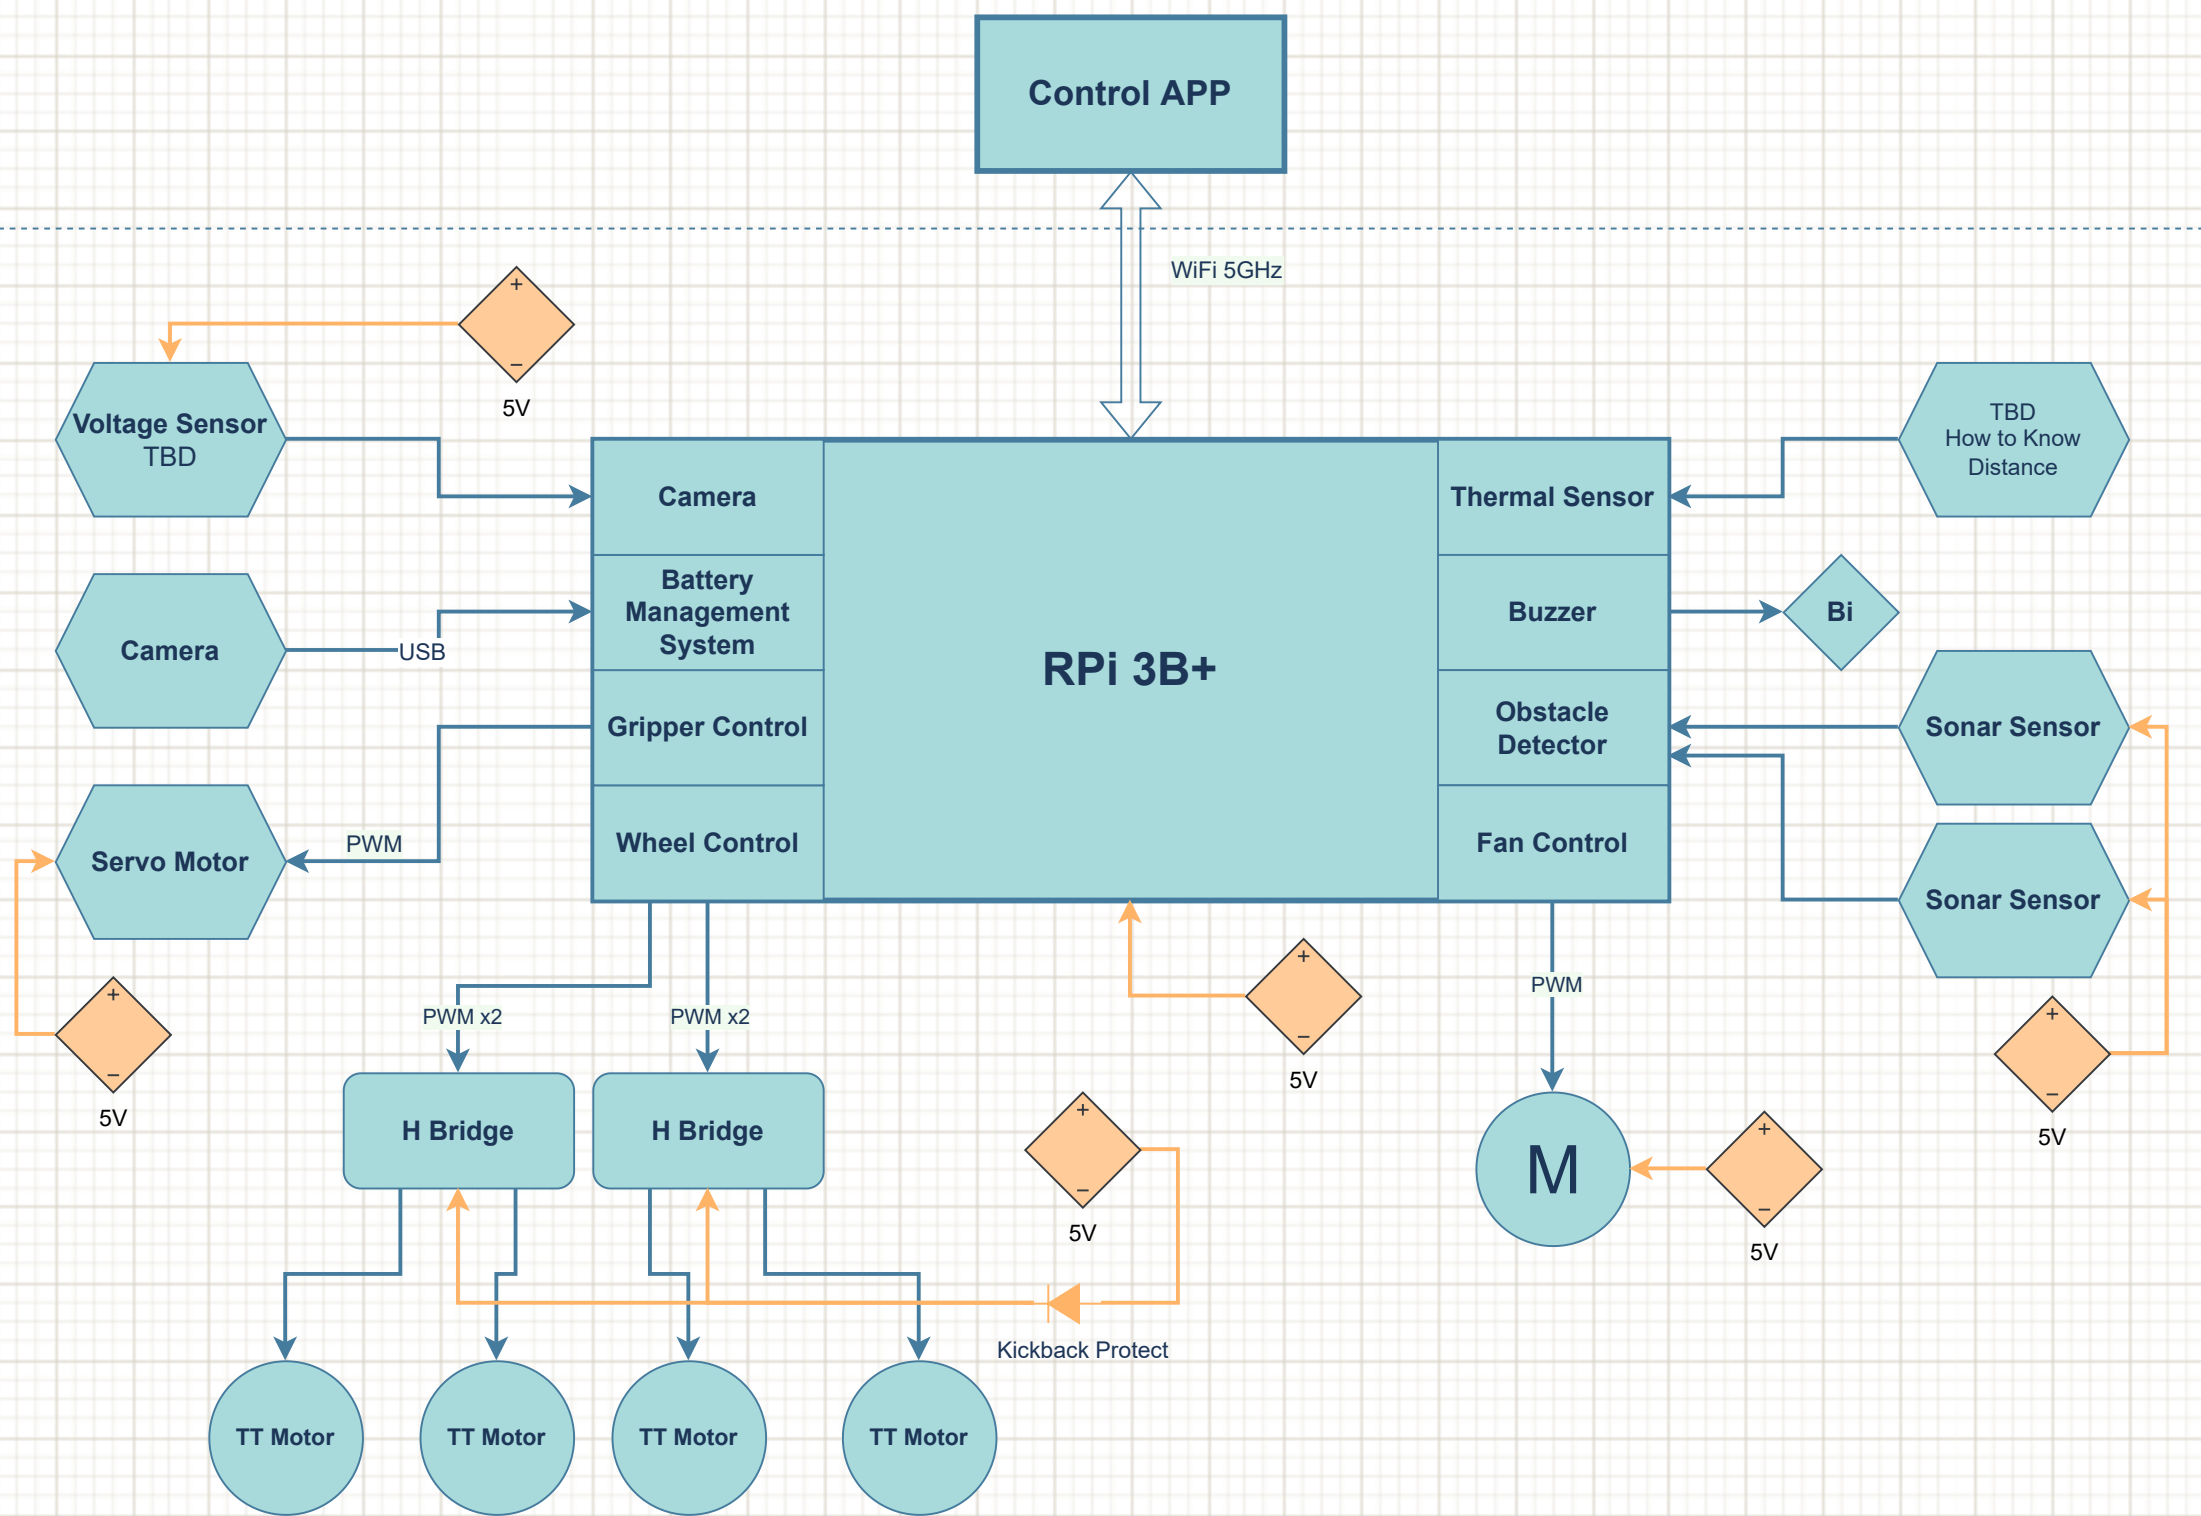 Control APP
WiFi 5GHz
+
−
5V
Voltage Sensor
TBD
Camera
USB
Servo Motor
PWM
+
−
5V
Camera
Battery
Management
System
Gripper Control
Wheel Control
RPi 3B+
Thermal Sensor
Buzzer
Obstacle
Detector
Fan Control
TBD
How to Know
Distance
Bi
Sonar Sensor
Sonar Sensor
+
−
5V
+
−
5V
PWM
PWM x2
PWM x2
H Bridge
H Bridge
+
−
5V
M
+
−
5V
Kickback Protect
TT Motor
TT Motor
TT Motor
TT Motor